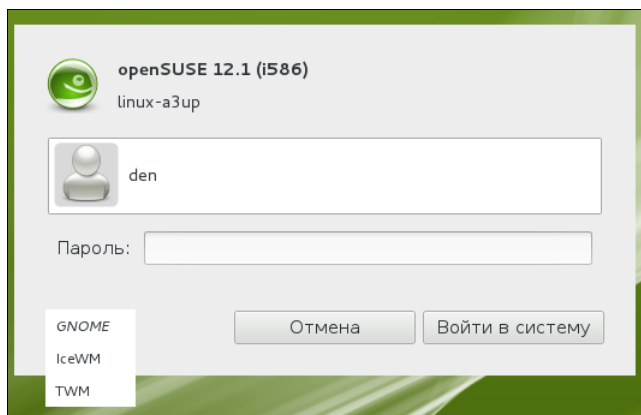 openSUSE 12.1 (i586)
linux-a3up
den
Пароль:
GNOME
IceWM
TWM
Отмена
Войти в систему